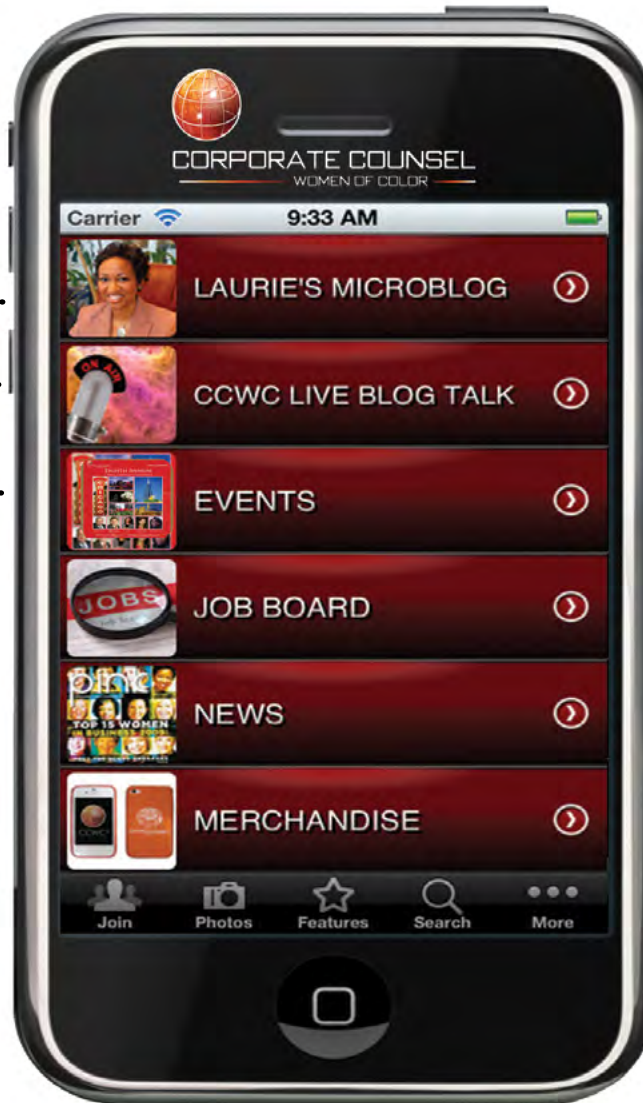 CORPORATE COUNSEL
WOMEN OF COLOR
Carrier 9:33 AM
LAURIE'S MICROBLOG
ON AIR
CCWC LIVE BLOG TALK
EVENTS
JOBS
JOB BOARD
pink
TOP 15 WOMEN
IN BUSINESS
NEWS
CCWC
MERCHANDISE
Join Photos Features Search More